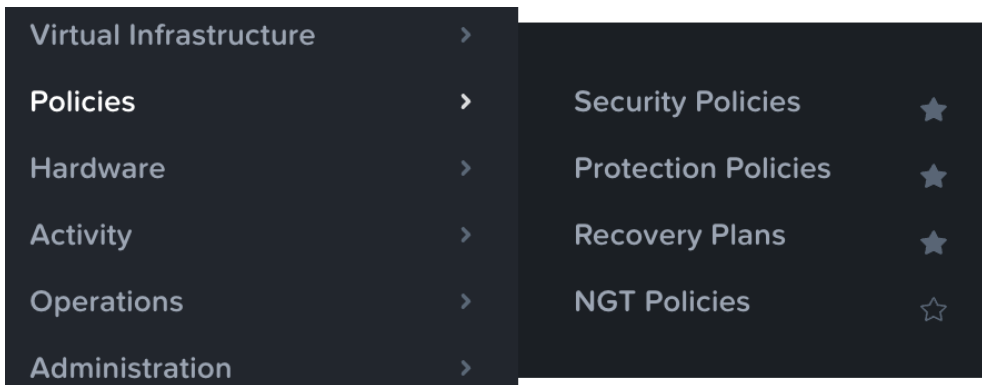 Virtual Infrastructure
Policies
Hardware
Activity
Operations
Administration
Security Policies
Protection Policies
Recovery Plans
NGT Policies